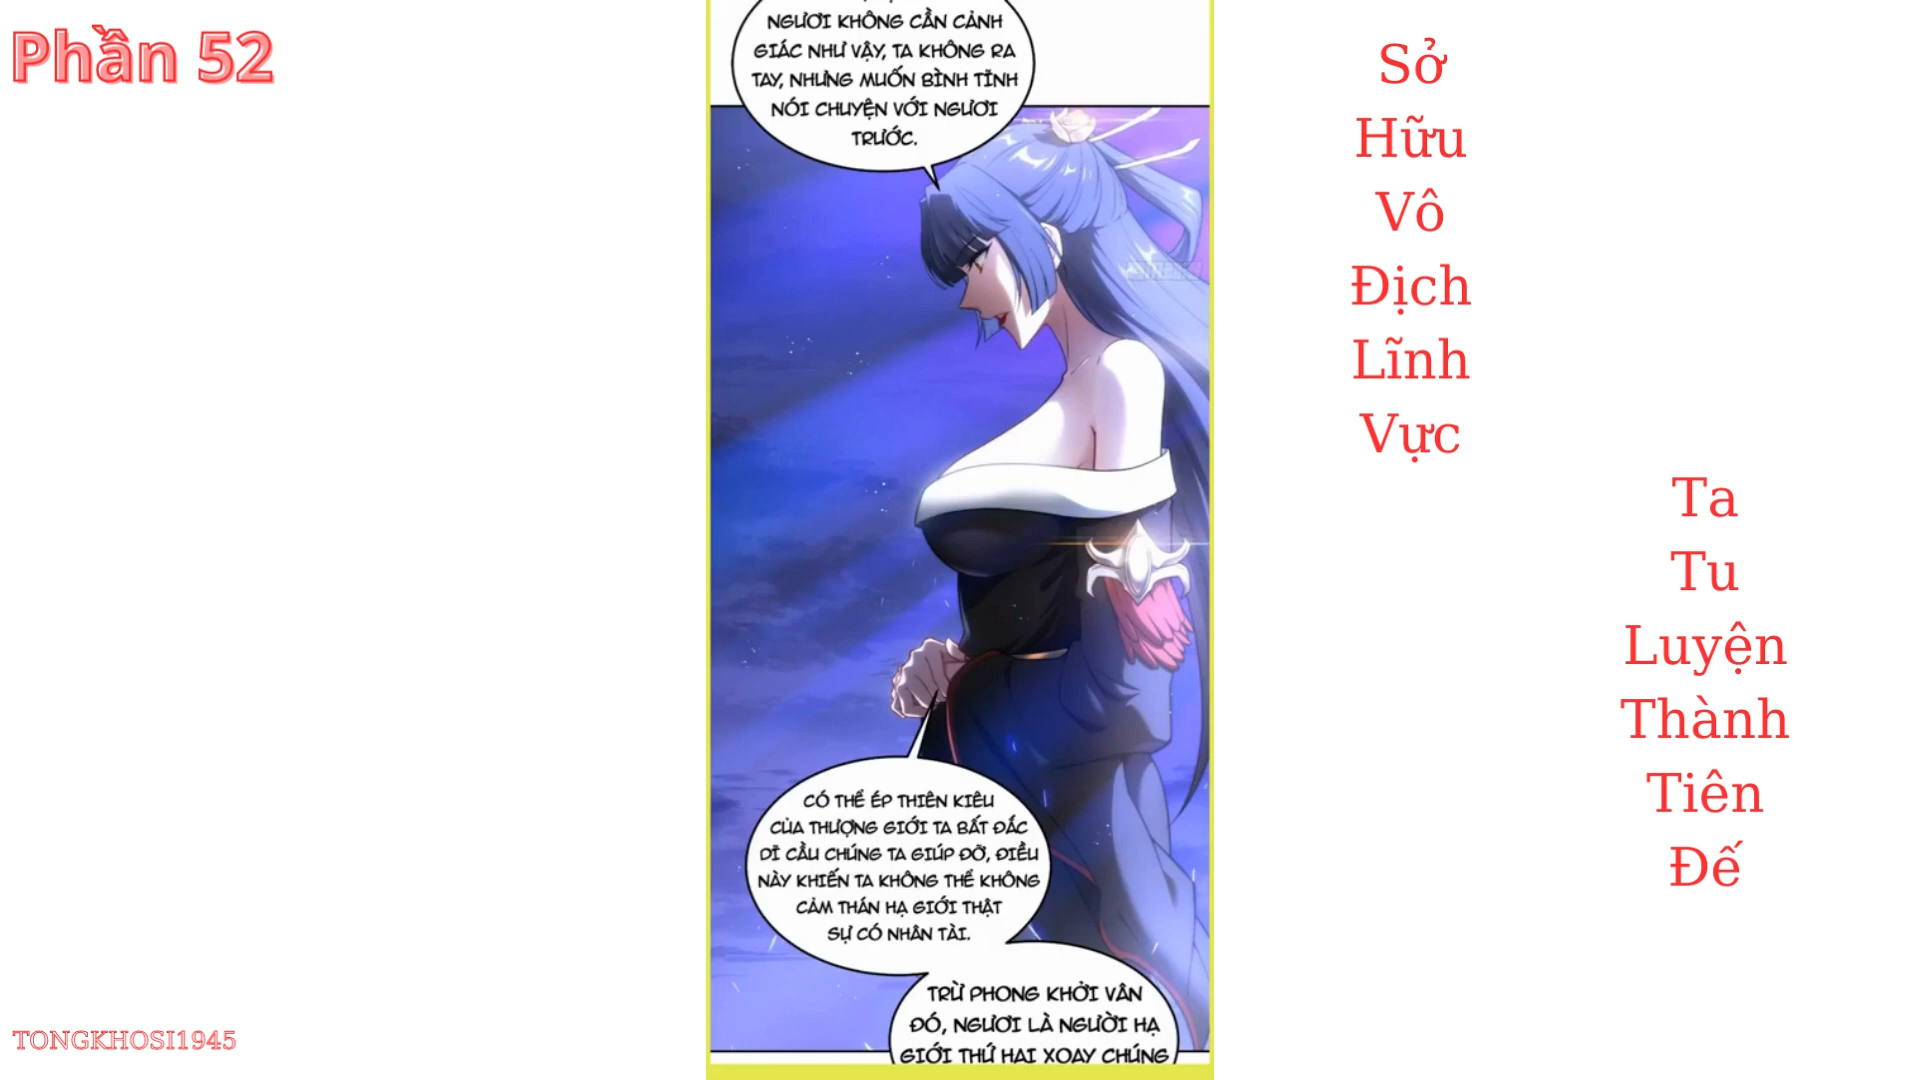 Phần 52
NGƯƠI KHÔNG CẦN CẢNH
GIÁC NHƯ VẬY, TA KHÔNG RA
TAY, NHƯNG MUỐN BÌNH TĨNH
NÓI CHUYỆN VỚI NGƯƠI
TRƯỚC.
CÓ THỂ ÉP THIÊN KIÊU
CỦA THƯỢNG GIỚI TA BẤT ĐẮC
DĨ CẦU CHÚNG TA GIÚP ĐỠ, ĐIỀU
NÀY KHIẾN TA KHÔNG THỂ KHÔNG
CẢM THÁN HẠ GIỚI THẬT
SỰ CÓ NHÂN TÀI.
TRỪ PHONG KHỞI VÂN
ĐÓ, NGƯƠI LÀ NGƯỜI HẠ
GIỚI THỨ HAI XOAY CHÚNG
Sở
Hữu
Vô
Địch
Lĩnh
Vực
Ta
Tu
Luyện
Thành
Tiên
Đế
TONGKHOSI1945